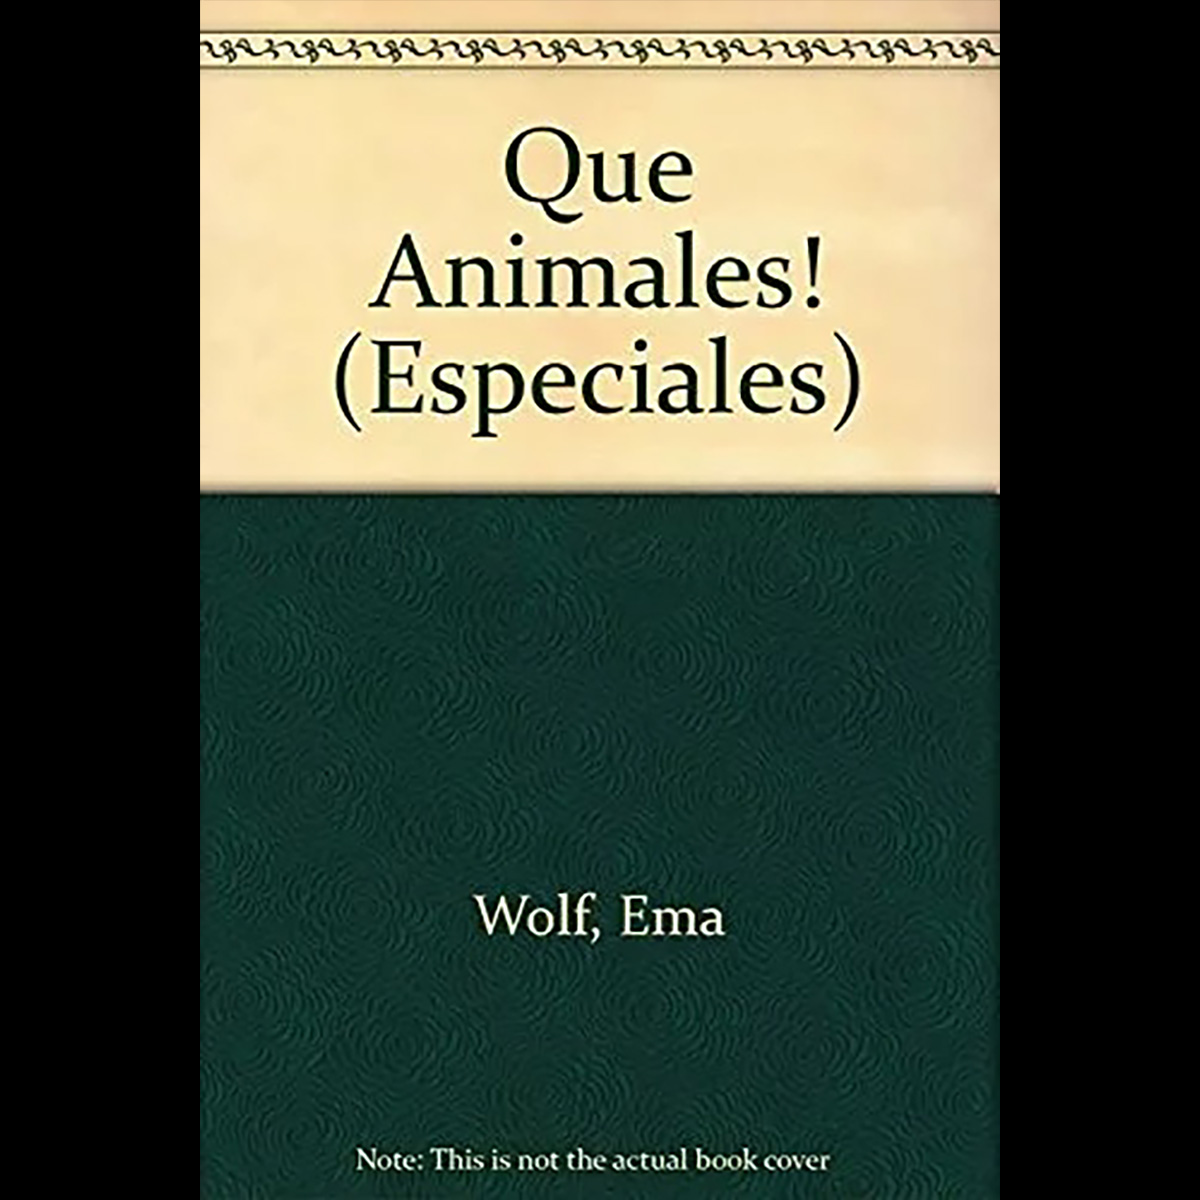 Que
Animales!
(Especiales)
Wolf, Ema
Note: This is not the actual book cover